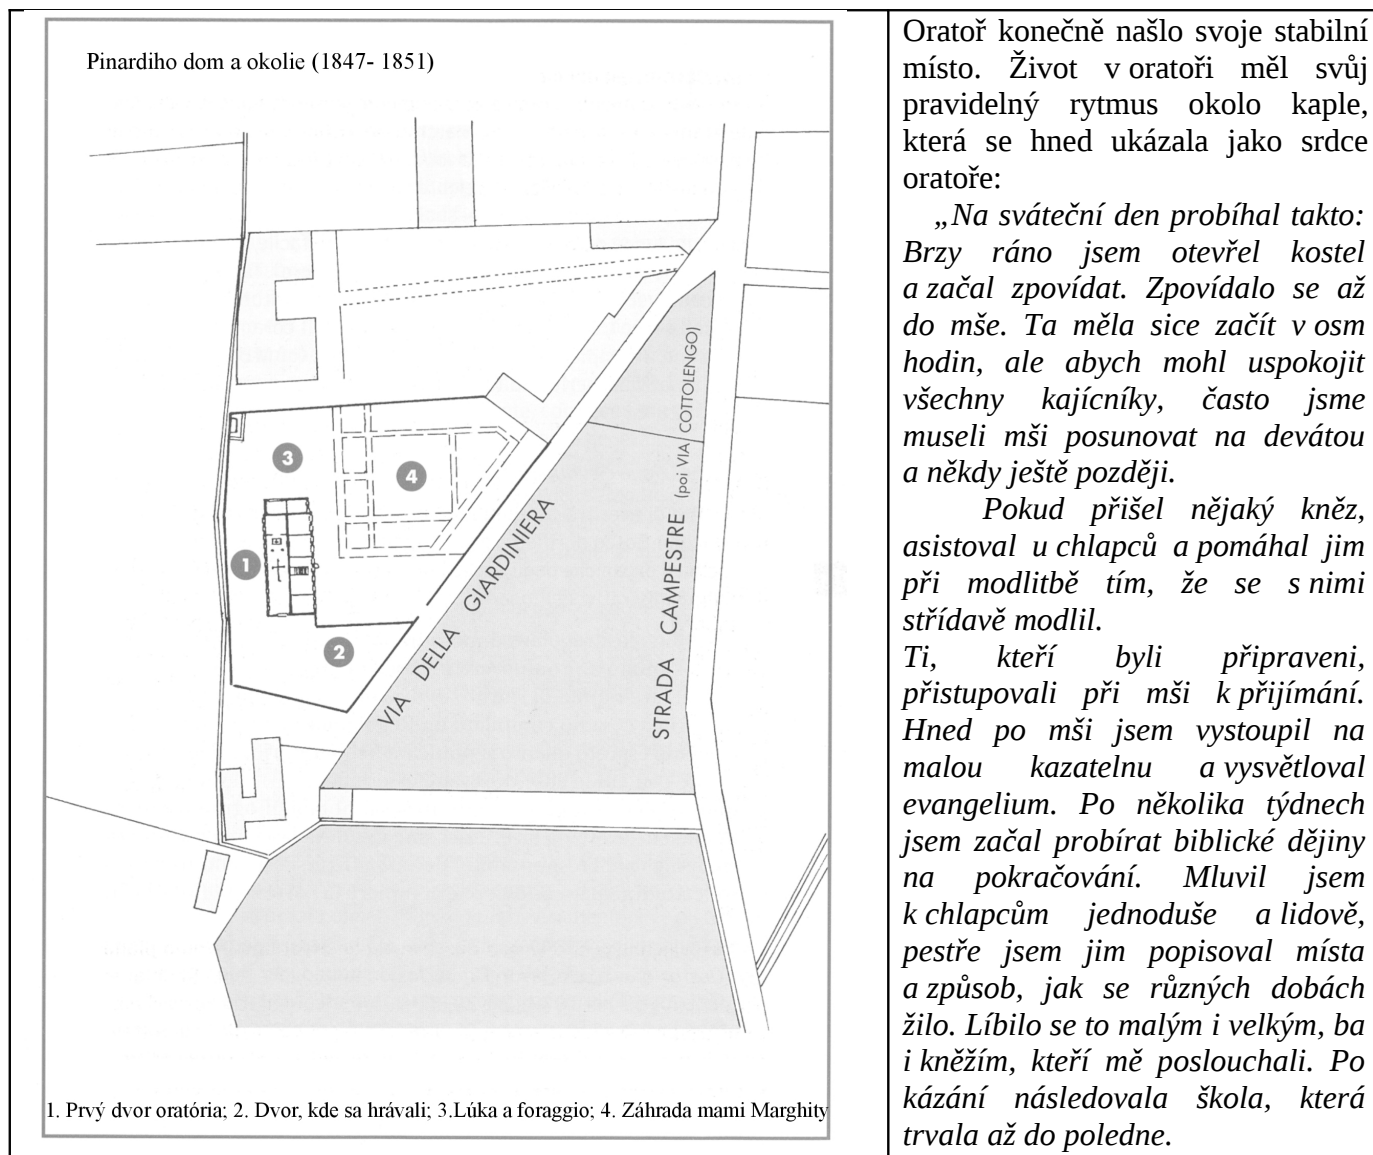 Pinardiho dom a okolie (1847- 1851)
3
4
1
2
VIA DELLA GIARDINIERA
STRADA CAMPESTRE (poi VIA COTTOLENGO)
1. Prvý dvor oratória; 2. Dvor, kde sa hrávali; 3.Lúka a foraggio; 4. Záhrada mami Marghity
Oratoř konečně našlo svoje stabilní
místo. Život v oratoři měl svůj
pravidelný rytmus okolo kaple,
která se hned ukázala jako srdce
oratoře:
„Na sváteční den probíhal takto:
Brzy ráno jsem otevřel kostel
a začal zpovídat. Zpovídalo se až
do mše. Ta měla sice začít v osm
hodin, ale abych mohl uspokojit
všechny kajícníky, často jsme
museli mši posunovat na devátou
a někdy ještě později.
Pokud přišel nějaký kněz,
asistoval u chlapců a pomáhal jim
při modlitbě tím, že se s nimi
střídavě modlil.
Ti, kteří byli připraveni,
přistupovali při mši k přijímání.
Hned po mši jsem vystoupil na
malou kazatelnu a vysvětloval
evangelium. Po několika týdnech
jsem začal probírat biblické dějiny
na pokračování. Mluvil jsem
k chlapcům jednoduše a lidově,
pestře jsem jim popisoval místa
a způsob, jak se různých dobách
žilo. Líbilo se to malým i velkým, ba
i kněžím, kteří mě poslouchali. Po
kázání následovala škola, která
trvala až do poledne.